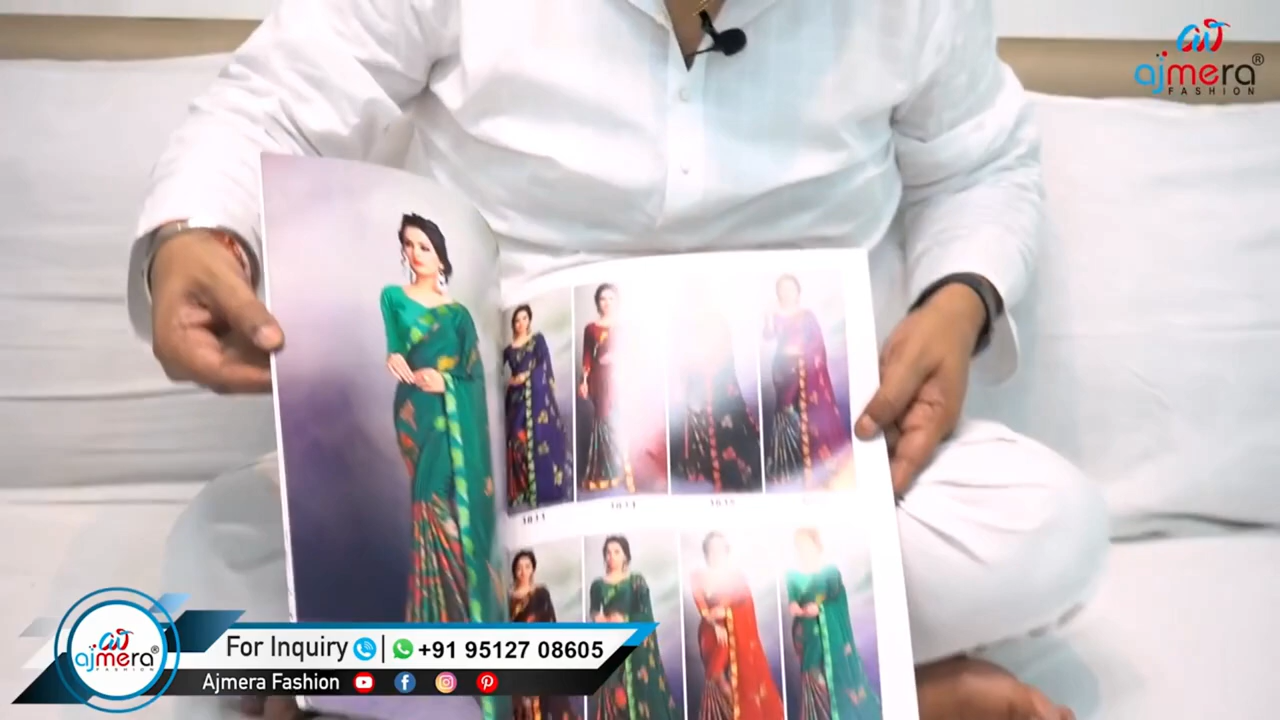 ajmera®
FASHION
For Inquiry | +91 95127 08605
ajmera®
FASHION
Ajmera Fashion